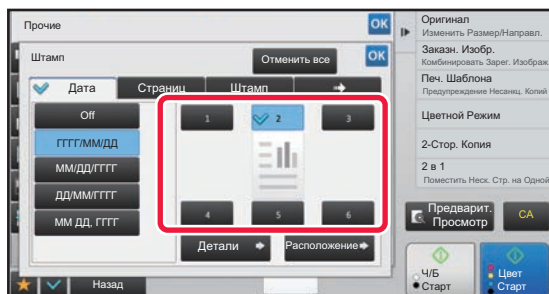 Прочие
OK
Штамп
Отменить все
OK
Дата
Страниц
Штамп
Off
ГГГГ/ММ/ДД
ММ/ДД/ГГГГ
ДД/ММ/ГГГГ
ММ ДД, ГГГГ
1
2
3
4
5
6
Детали
Расположение
Назад
Оригинал
Изменить Размер/Направл.
Заказн. Изобр.
Комбинировать Зарег. Изображ.
Печ. Шаблона
Предупреждение Несанкц. Копий
Цветной Режим
2-Стор. Копия
2 в 1
Поместить Неск. Стр. на Одной
Предварит.
Просмотр
CA
Ч/Б
Старт
Цвет
Старт